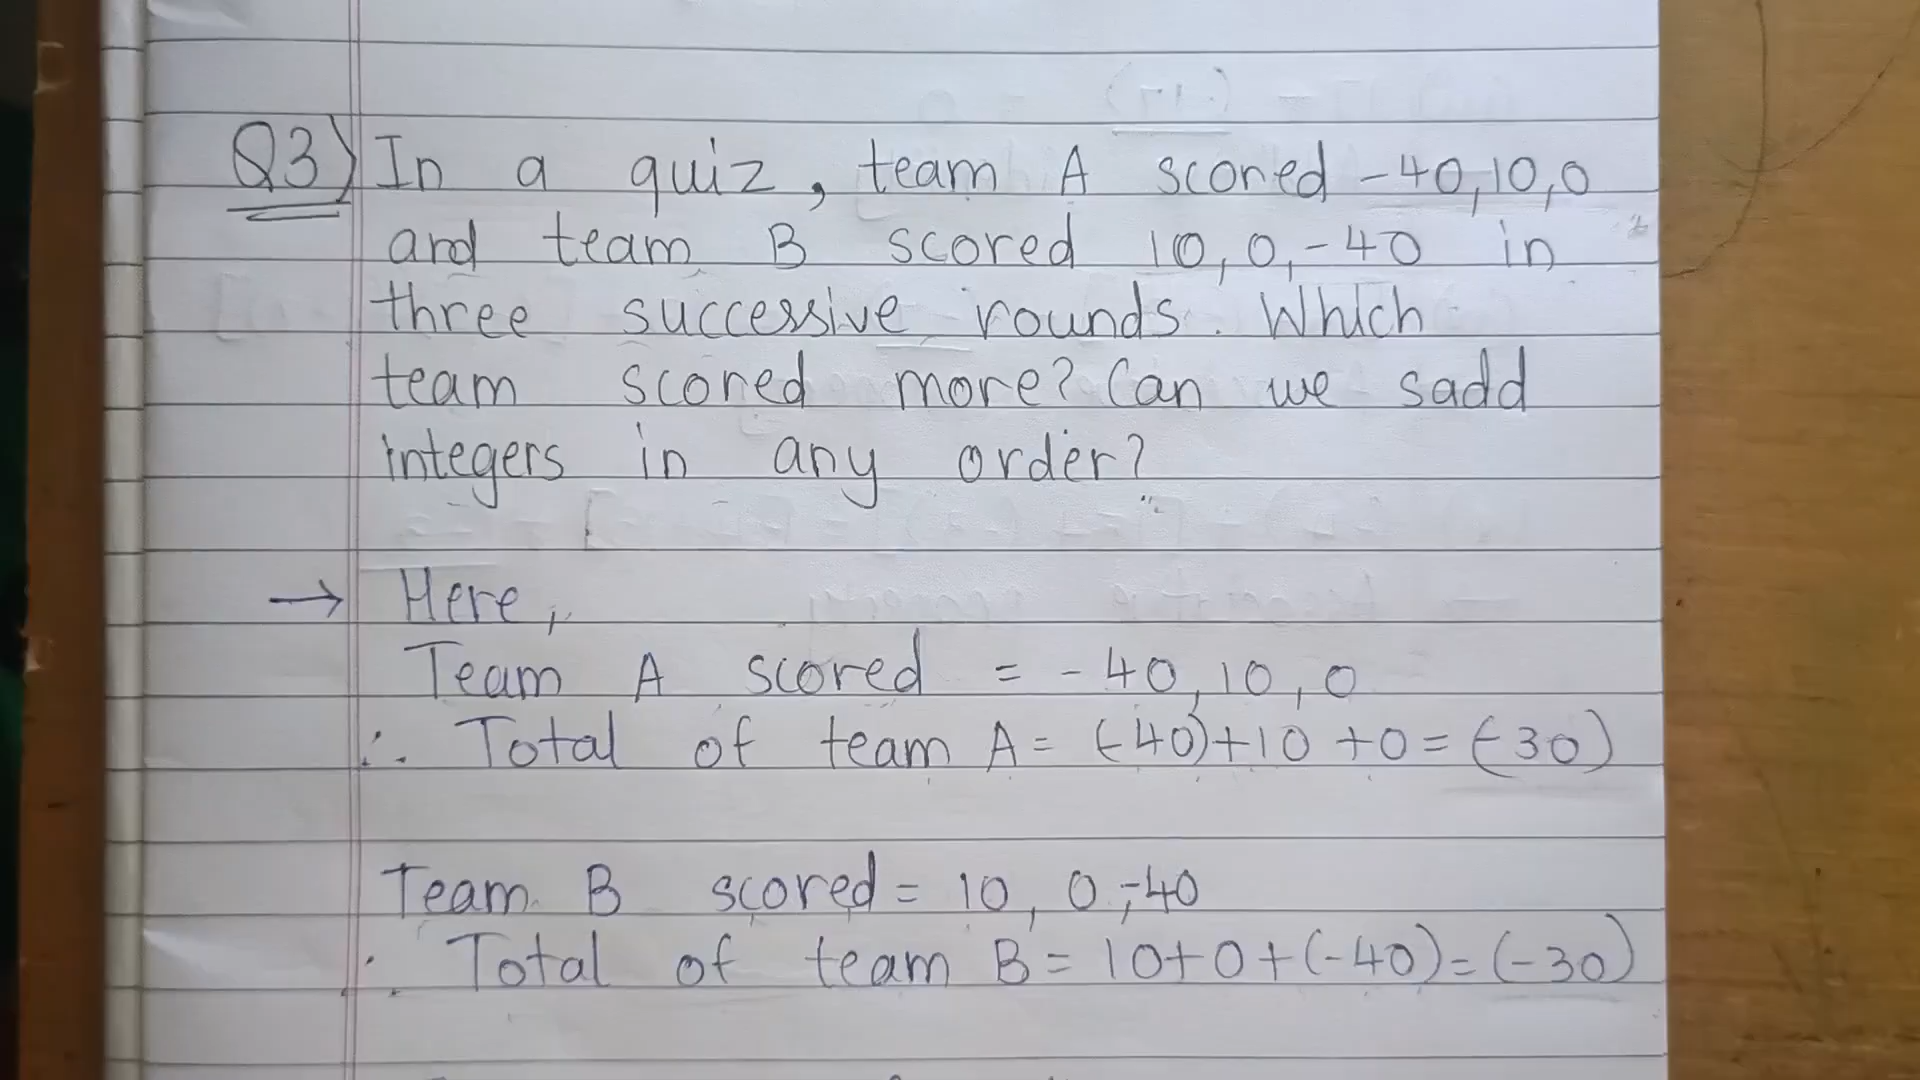 Q3) In a quiz, team A scored -40,10,0
and team B scored 10,0,-40 in
three successive rounds. Which
team scored more? Can we sadd
integers in any order?
→ Here,
Team A scored = -40,10,0
∴ Total of team A = (-40)+10+0=(-30)
Team B scored = 10, 0,-40
∴ Total of team B = 10+0+(-40)=(-30)